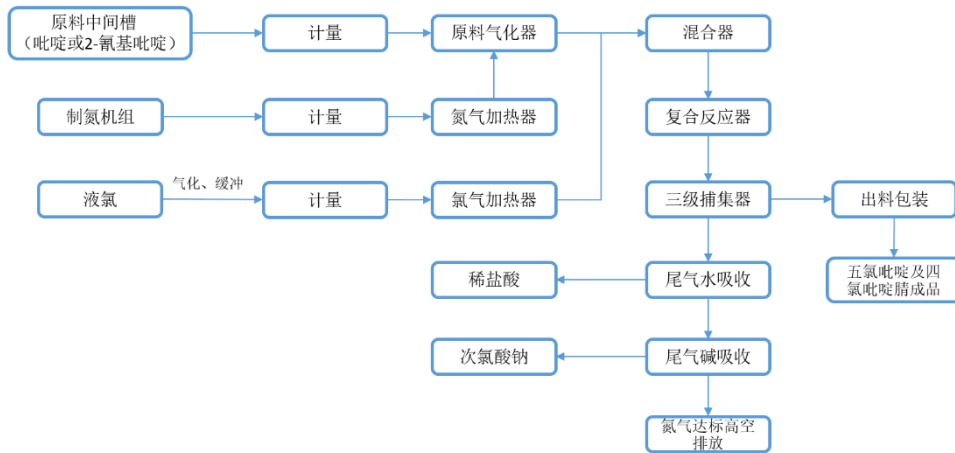 原料中间槽
（吡啶或2-氰基吡啶）
计量
原料气化器
混合器
制氮机组
计量
氮气加热器
复合反应器
气化、缓冲
液氯
计量
氯气加热器
三级捕集器
出料包装
稀盐酸
尾气水吸收
五氯吡啶及四
氯吡啶腈成品
次氯酸钠
尾气碱吸收
氮气达标高空
排放